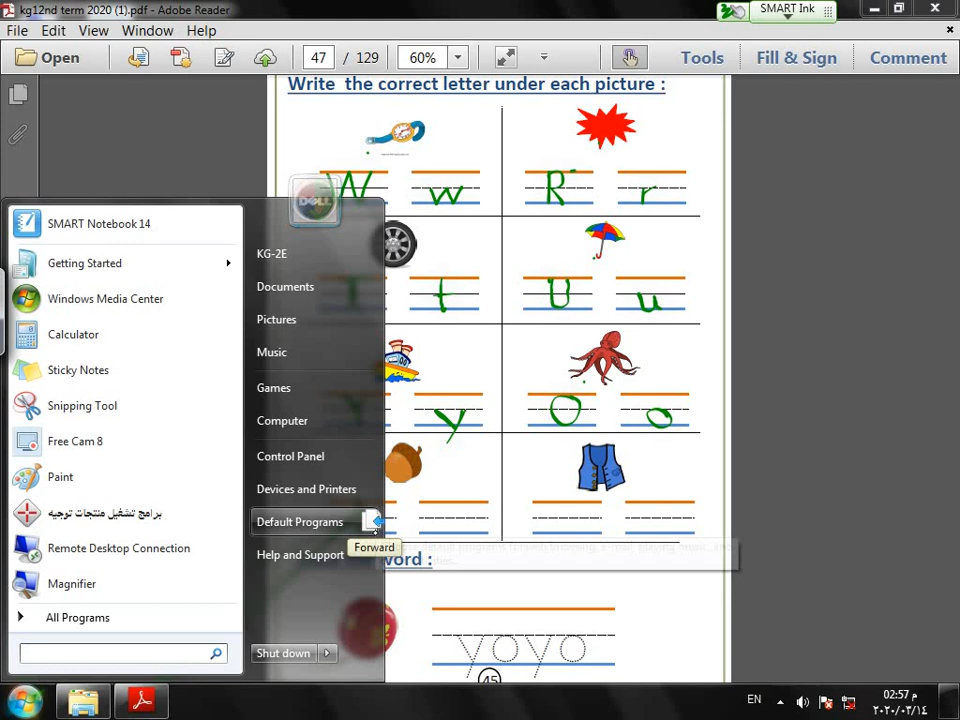 kg12nd term 2020 (1).pdf - Adobe Reader
SMART Ink
File Edit View Window Help
Open 47 / 129 60% Tools Fill & Sign Comment
Write the correct letter under each picture :
W w R r
t U u
y O o
word :
yoyo
45
SMART Notebook 14
Getting Started
Windows Media Center
Calculator
Sticky Notes
Snipping Tool
Free Cam 8
Paint
برامج تشغيل منتجات توجيه
Remote Desktop Connection
Magnifier
All Programs
DELL
KG-2E
Documents
Pictures
Music
Games
Computer
Control Panel
Devices and Printers
Default Programs
Forward
Help and Support
Shut down
EN
02:57 م
٢٠٢٠/٠٣/١٤